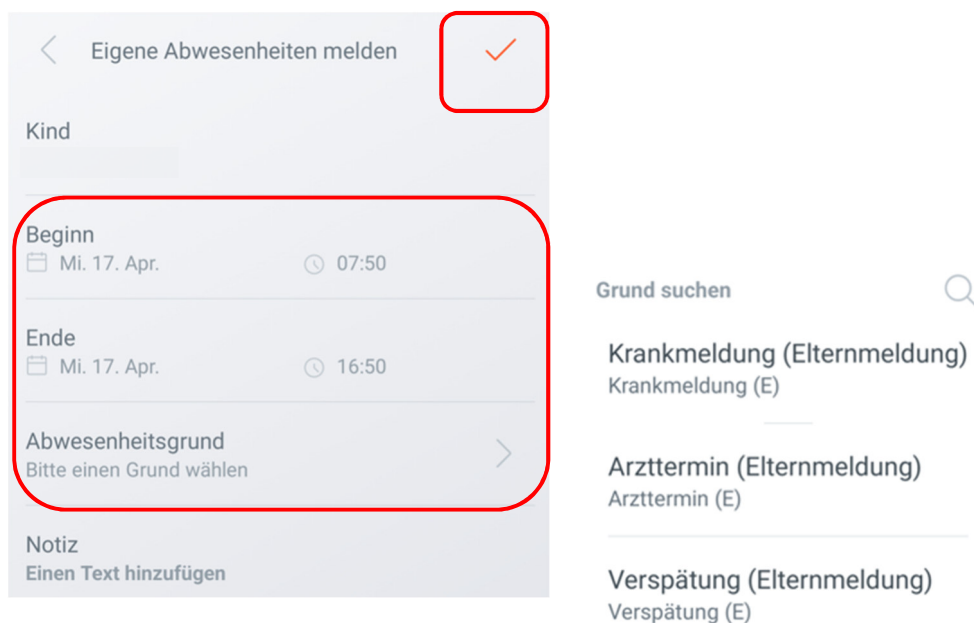 Eigene Abwesenheiten melden
Kind
Beginn
Mi. 17. Apr. 07:50
Ende
Mi. 17. Apr. 16:50
Abwesenheitsgrund
Bitte einen Grund wählen
Notiz
Einen Text hinzufügen
Grund suchen
Krankmeldung (Elternmeldung)
Krankmeldung (E)
Arzttermin (Elternmeldung)
Arzttermin (E)
Verspätung (Elternmeldung)
Verspätung (E)